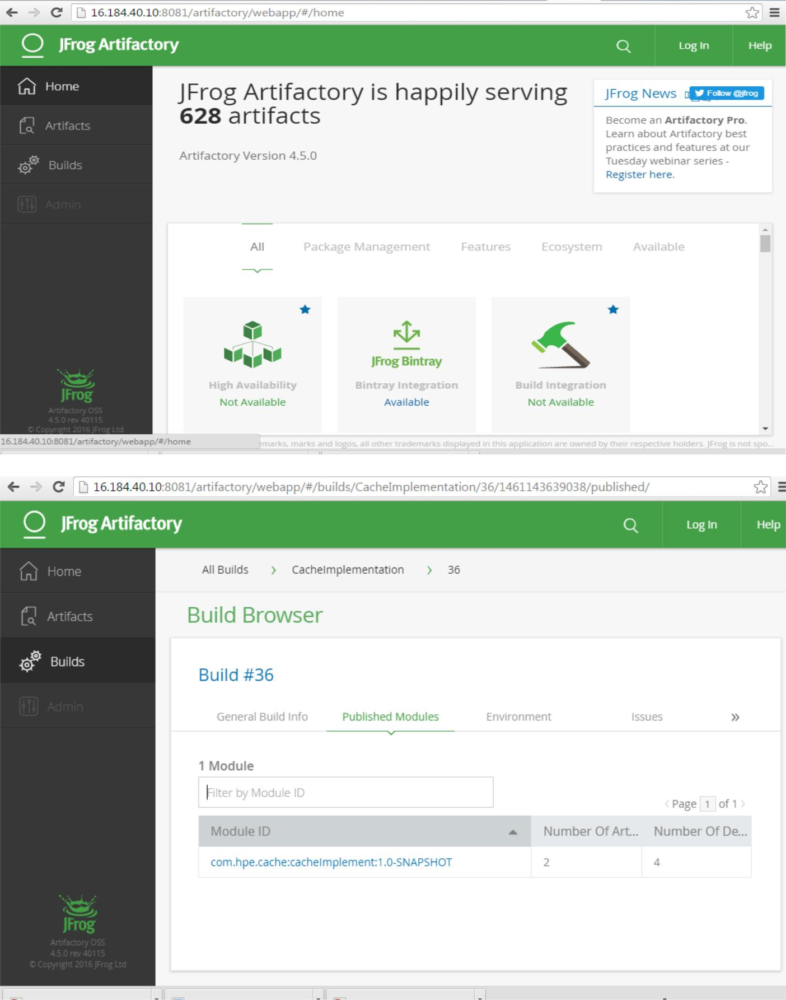 16.184.40.10:8081/artifactory/webapp/#/home
JFrog Artifactory
Log In
Help
Home
Artifacts
Builds
Admin
JFrog Artifactory is happily serving
628 artifacts
Artifactory Version 4.5.0
JFrog News
Follow @jfrog
Become an Artifactory Pro.
Learn about Artifactory best
practices and features at our
Tuesday webinar series -
Register here.
All
Package Management
Features
Ecosystem
Available
High Availability
Not Available
JFrog Bintray
Bintray Integration
Available
Build Integration
Not Available
JFrog
Artifactory OSS
4.5.0 rev 40115
© Copyright 2016 JFrog Ltd
16.184.40.10:8081/artifactory/webapp/#/home
marks, marks and logos, all other trademarks displayed in this application are owned by their respective holders. JFrog is not spo...
16.184.40.10:8081/artifactory/webapp/#/builds/CacheImplementation/36/1461143639038/published/
JFrog Artifactory
Log In
Help
Home
Artifacts
Builds
Admin
All Builds > CacheImplementation > 36
Build Browser
Build #36
General Build Info
Published Modules
Environment
Issues
»
1 Module
Filter by Module ID
Page 1 of 1
Module ID
Number Of Art...
Number Of De...
com.hpe.cache:cacheImplement:1.0-SNAPSHOT
2
4
JFrog
Artifactory OSS
4.5.0 rev 40115
© Copyright 2016 JFrog Ltd